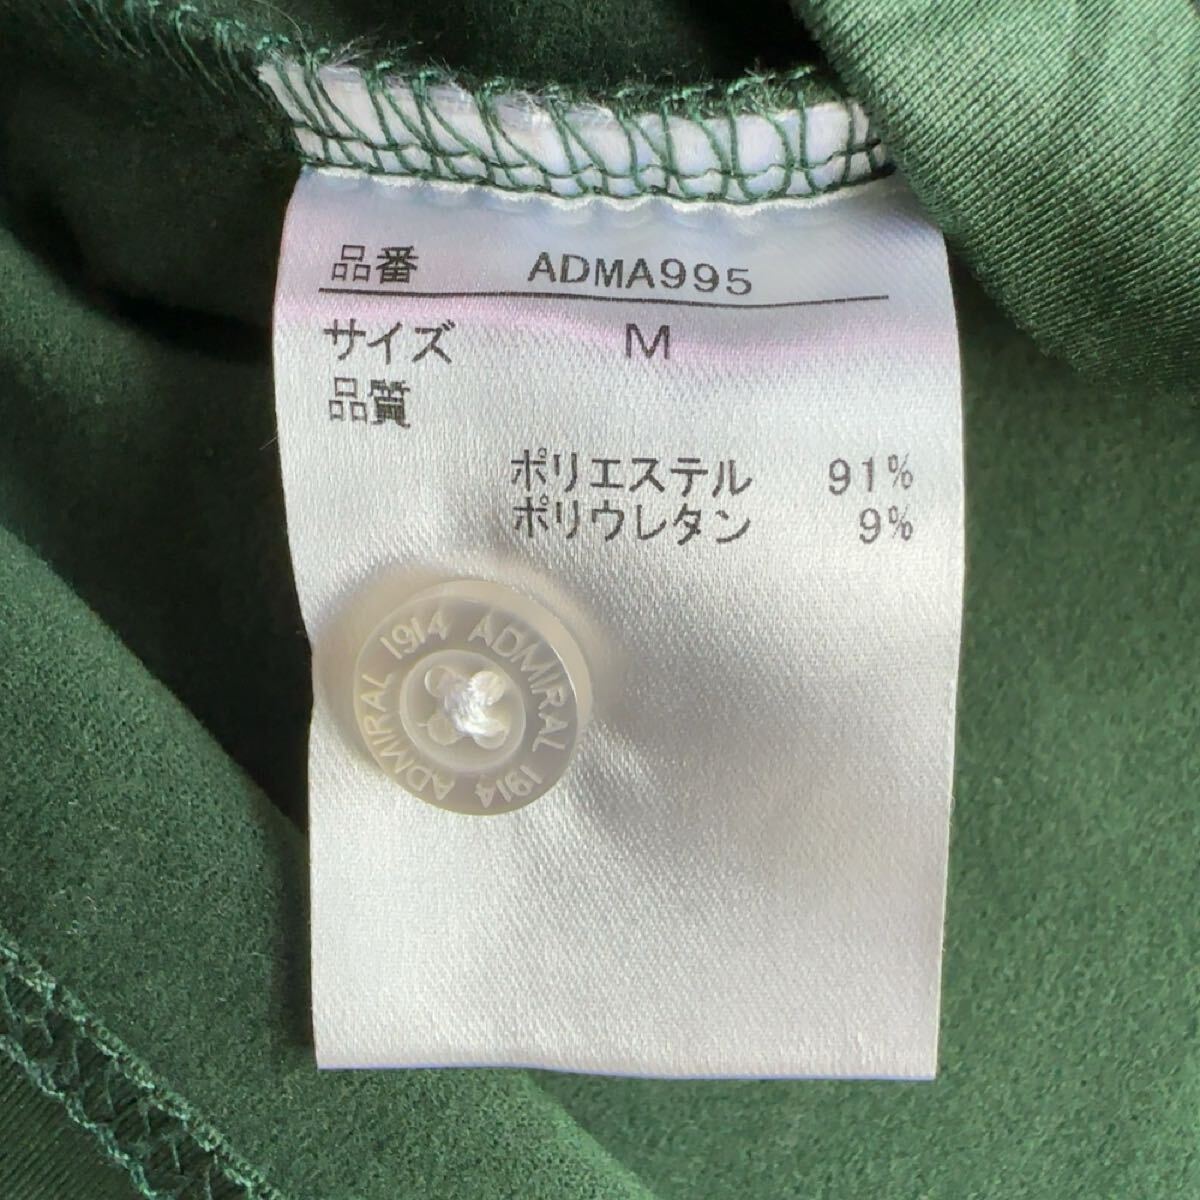 品番 ADMA995
サイズ M
品質
ポリエステル 91%
ポリウレタン 9%
ADMIRAL 1914 ADMIRAL 1914